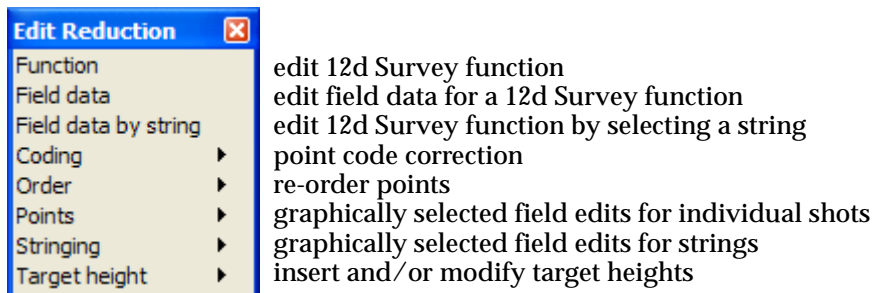 Edit Reduction
Function edit 12d Survey function
Field data edit field data for a 12d Survey function
Field data by string edit 12d Survey function by selecting a string
Coding point code correction
Order re-order points
Points graphically selected field edits for individual shots
Stringing graphically selected field edits for strings
Target height insert and/or modify target heights